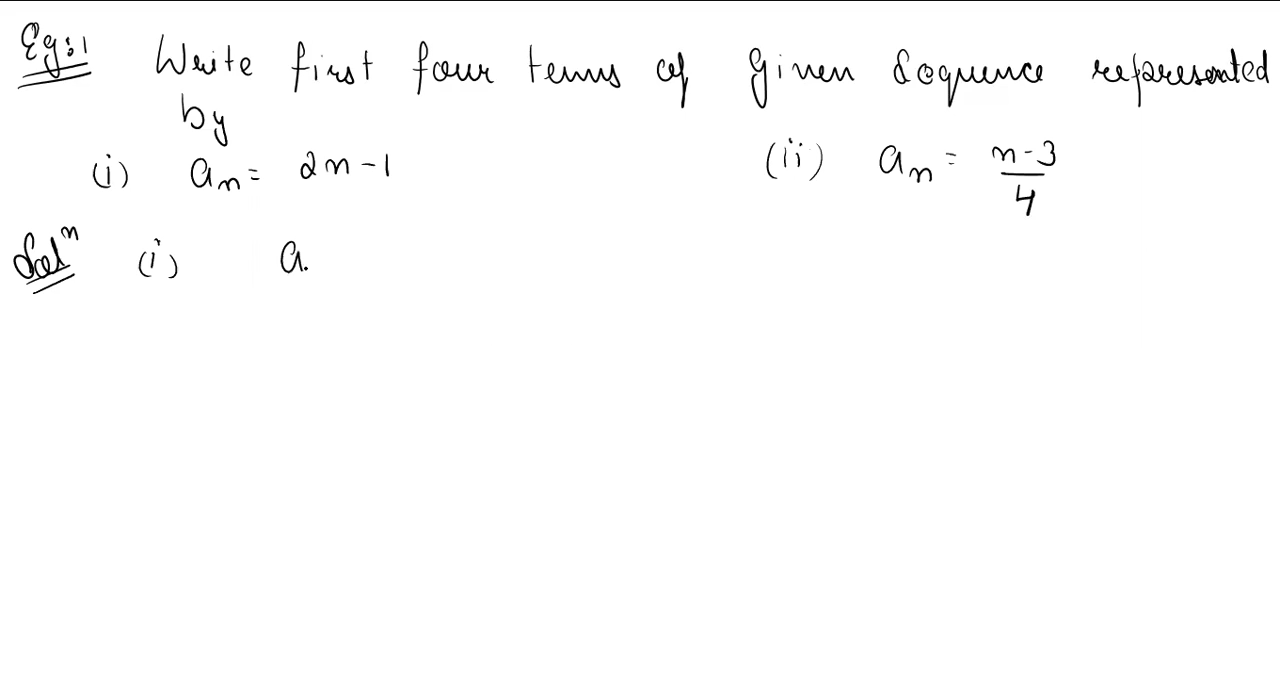 Eg:1 Write first four terms of given sequence represented
by
(i) aₙ = 2n-1 (ii) aₙ = n-3/4
Solⁿ (i) a.